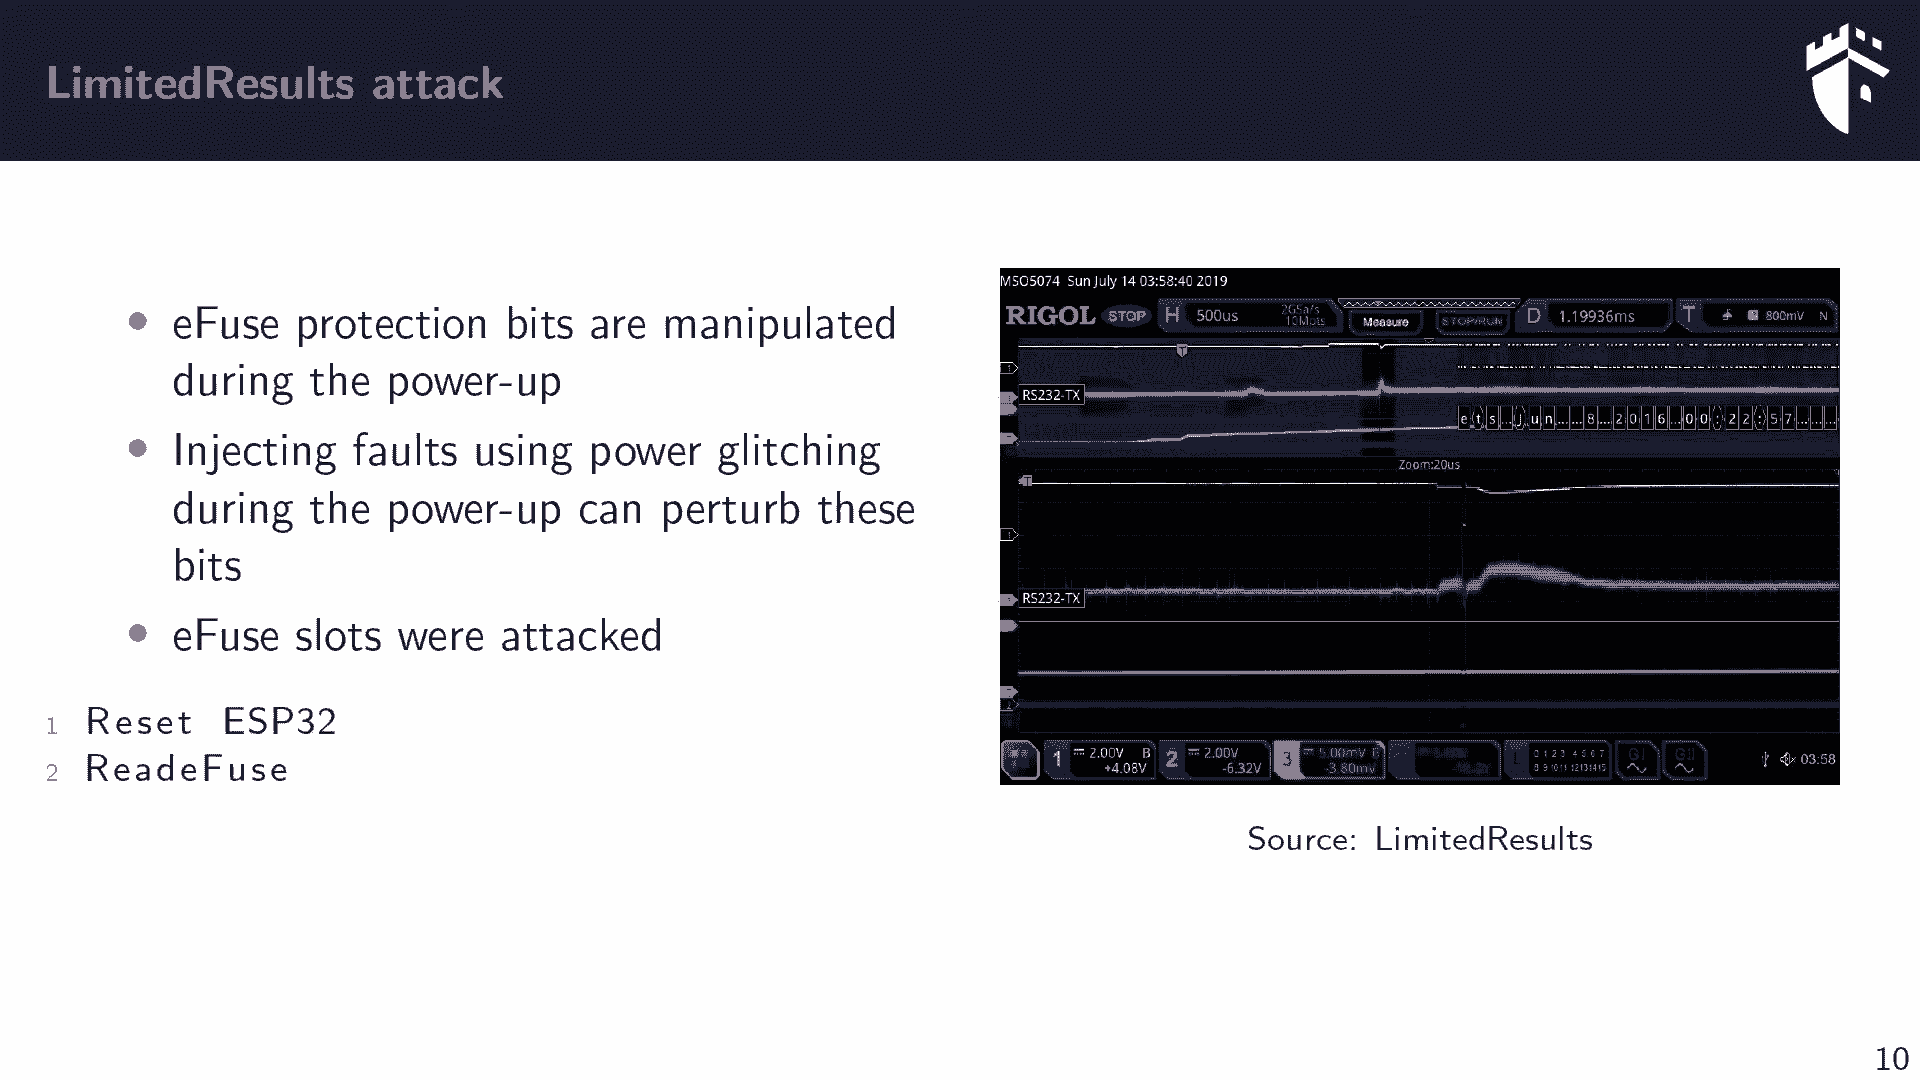 LimitedResults attack
• eFuse protection bits are manipulated
during the power-up
• Injecting faults using power glitching
during the power-up can perturb these
bits
• eFuse slots were attacked
1 Reset ESP32
2 ReadeFuse
MSO5074 Sun July 14 03:58:40 2019
RIGOL STOP H 500us 2GSa/s 10Mpts Measure STOP/RUN D 1.19936ms T 800mV N
RS232-TX
e t s ... J u n ... ... 8 ... 2 0 1 6 ... 0 0 : 2 2 : 5 7 ... ... ...
Zoom:20us
RS232-TX
1 2.00V B 2 2.00V 3 5.00mV 0 1 2 3 4 5 6 7 GI GII
+4.08V -6.32V -3.80mV 8 9 10 11 12 13 14 15 03:58
Source: LimitedResults
10